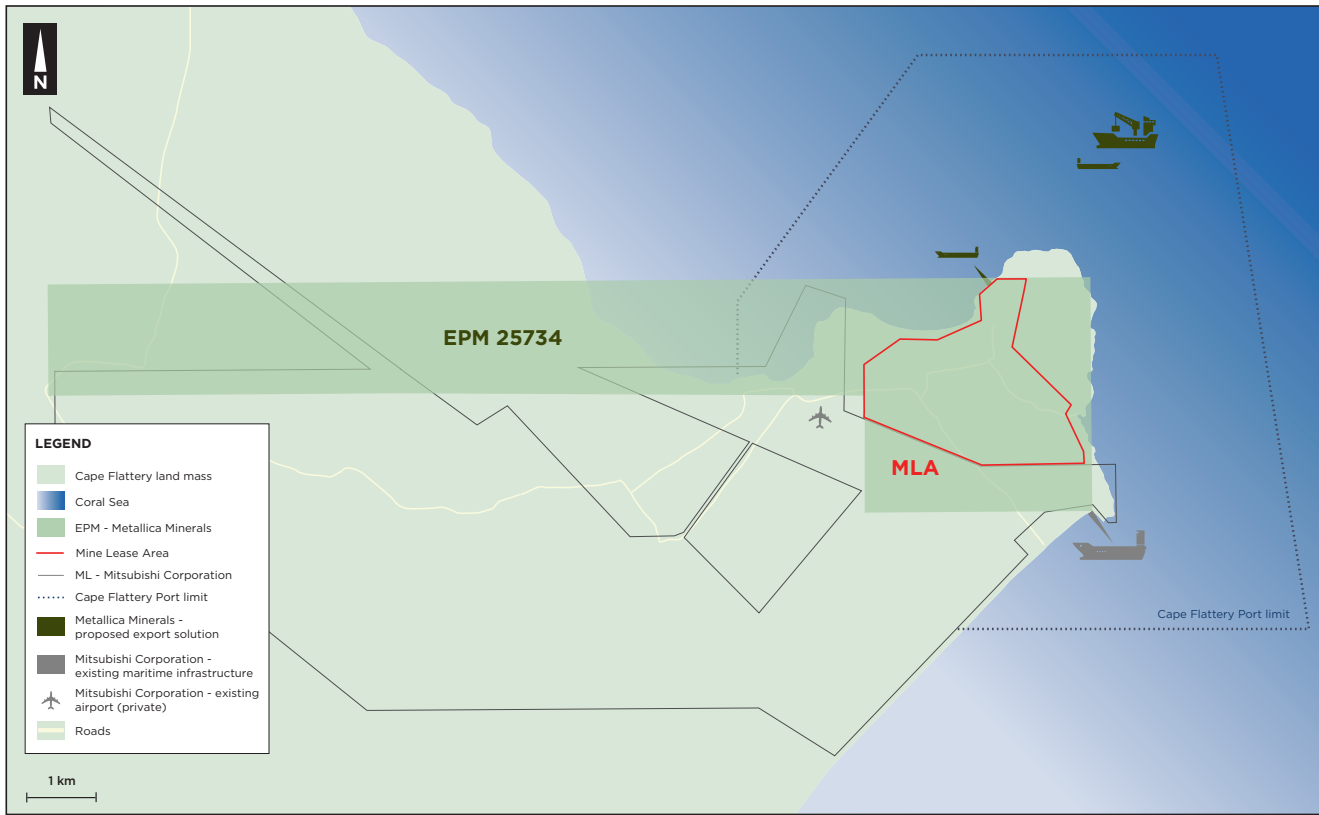 N
EPM 25734
MLA
Cape Flattery Port limit
LEGEND
Cape Flattery land mass
Coral Sea
EPM - Metallica Minerals
Mine Lease Area
ML - Mitsubishi Corporation
Cape Flattery Port limit
Metallica Minerals -
proposed export solution
Mitsubishi Corporation -
existing maritime infrastructure
Mitsubishi Corporation - existing
airport (private)
Roads
1 km